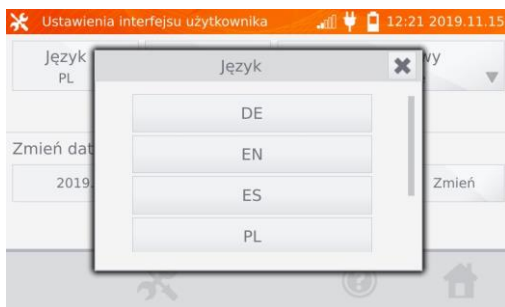 Ustawienia interfejsu użytkownika 12:21 2019.11.15
Język
PL
Język
DE
EN
ES
PL
Zmień dat
2019.
Zmień